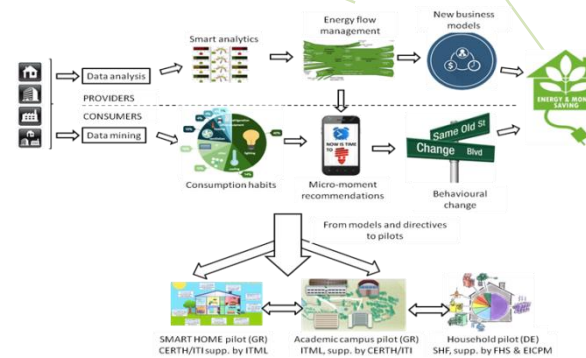 Smart analytics
Energy flow
management
New business
models
Data analysis
PROVIDERS
CONSUMERS
Data mining
ENERGY & MONEY
SAVING
NOW IS TIME
TO
Same Old St
Change Blvd
Consumption habits
Micro-moment
recommendations
Behavioural
change
From models and directives
to pilots
SMART HOME pilot (GR)
CERTH/ITI supp. by ITML
Academic campus pilot (GR)
ITML, supp. by CERTH/ITI
Household pilot (DE)
SHF, supp. by FHS & EICPM